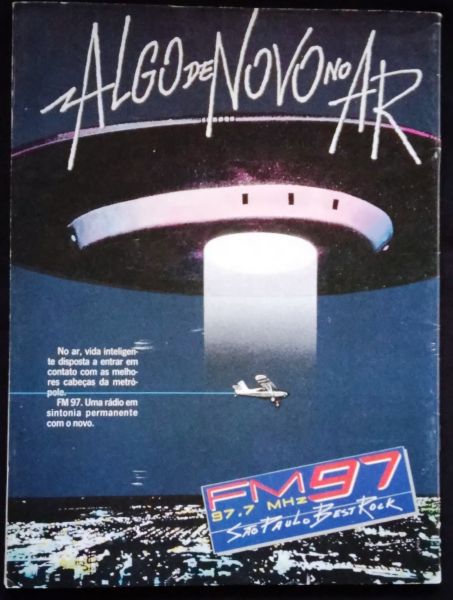 ALGO DE NOVO NO AR
No ar, vida inteligen-
te disposta a entrar em
contato com as melho-
res cabeças da metró-
pole.
FM 97. Uma rádio em
sintonia permanente
com o novo.
FM97
97.7 MHz
SÃO PAULO BEST ROCK